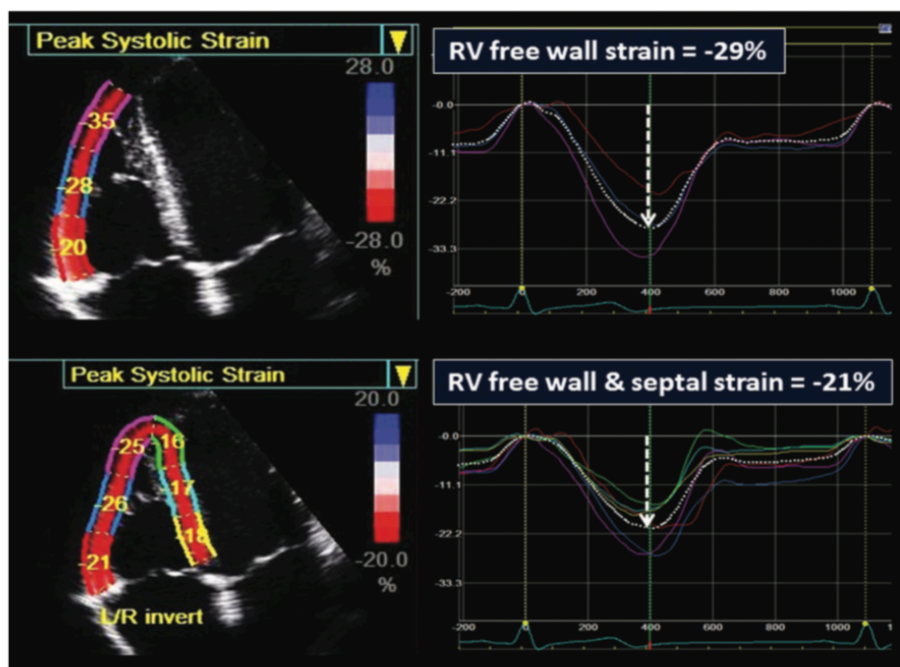 Peak Systolic Strain
28.0
-28.0
%
-35
-28
-20
RV free wall strain = -29%
-0.0
-11.1
-22.2
-33.3
-200 0 200 400 600 800 1000
Peak Systolic Strain
20.0
-20.0
%
-25 -16
-26 -17
-21 -18
L/R invert
RV free wall & septal strain = -21%
-0.0
-11.1
-22.2
-33.3
-200 0 200 400 600 800 1000